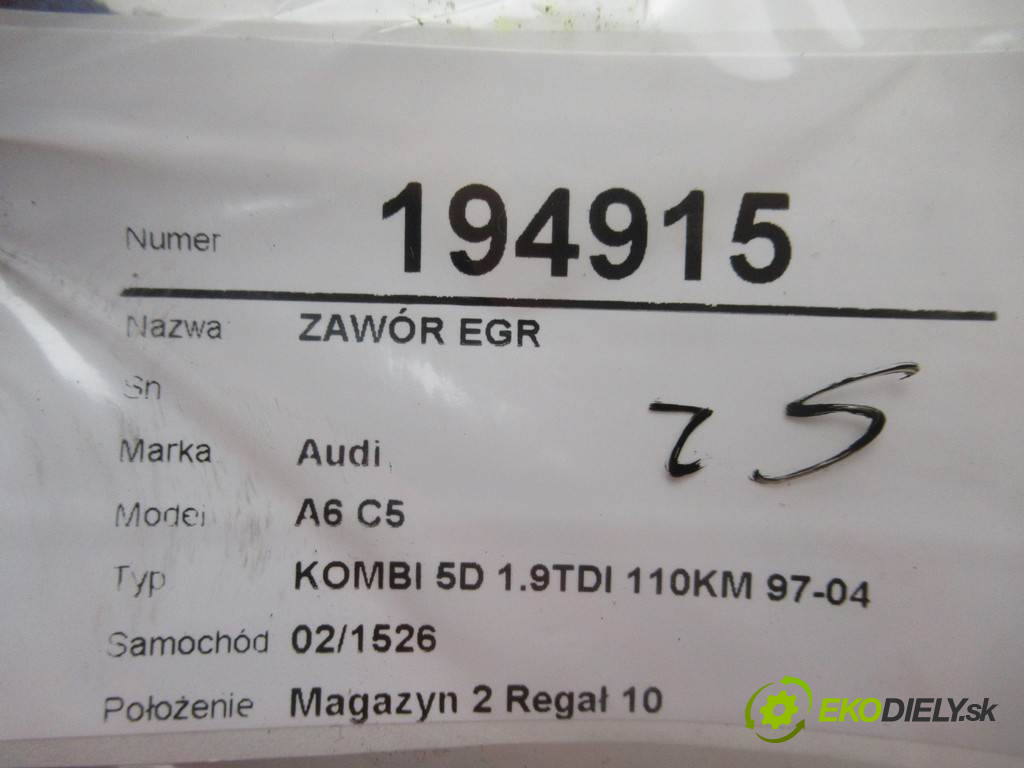 Numer 194915
Nazwa ZAWÓR EGR
Sn
25
Marka Audi
Model A6 C5
Typ KOMBI 5D 1.9TDI 110KM 97-04
Samochód 02/1526
Położenie Magazyn 2 Regał 10
EKODIELY.sk